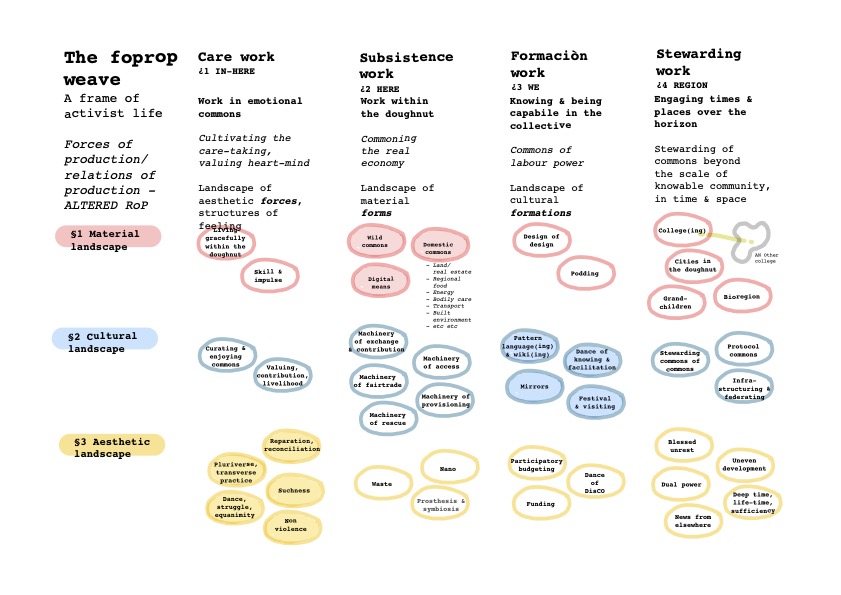 The foprop
weave
A frame of
activist life
Forces of
production/
relations of
production –
ALTERED RoP
Care work
¿1 IN-HERE
Work in emotional
commons
Cultivating the
care-taking,
valuing heart-mind
Landscape of
aesthetic forces,
structures of
feeling
Subsistence
work
¿2 HERE
Work within
the doughnut
Commoning
the real
economy
Landscape of
material
forms
Formaciòn
work
¿3 WE
Knowing & being
capabile in the
collective
Commons of
labour power
Landscape of
cultural
formations
Stewarding
work
¿4 REGION
Engaging times &
places over the
horizon
Stewarding of
commons beyond
the scale of
knowable community,
in time & space
§1 Material
landscape
Living
gracefully
within the
doughnut
Skill &
impulse
Wild
commons
Domestic
commons
Digital
means
– Land/
real estate
– Regional
food
– Energy
– Bodily care
– Transport
– Built
environment
– etc etc
Design of
design
Podding
College(ing)
AN Other
college
Cities in
the doughnut
Grand-
children
Bioregion
§2 Cultural
landscape
Curating &
enjoying
commons
Valuing,
contribution,
livelihood
Machinery
of exchange
& contribution
Machinery
of access
Machinery
of fairtrade
Machinery of
provisioning
Machinery
of rescue
Pattern
language(ing)
& wiki(ing)
Dance of
knowing &
facilitation
Mirrors
Festival
& visiting
Stewarding
commons of
commons
Protocol
commons
Infra-
structuring &
federating
§3 Aesthetic
landscape
Reparation,
reconciliation
Pluriverse,
transverse
practice
Suchness
Dance,
struggle,
equanimity
Non
violence
Waste
Nano
Prosthesis &
symbiosis
Participatory
budgeting
Dance
of
DisCO
Funding
Blessed
unrest
Uneven
development
Dual power
Deep time,
life-time,
sufficiency
News from
elsewhere